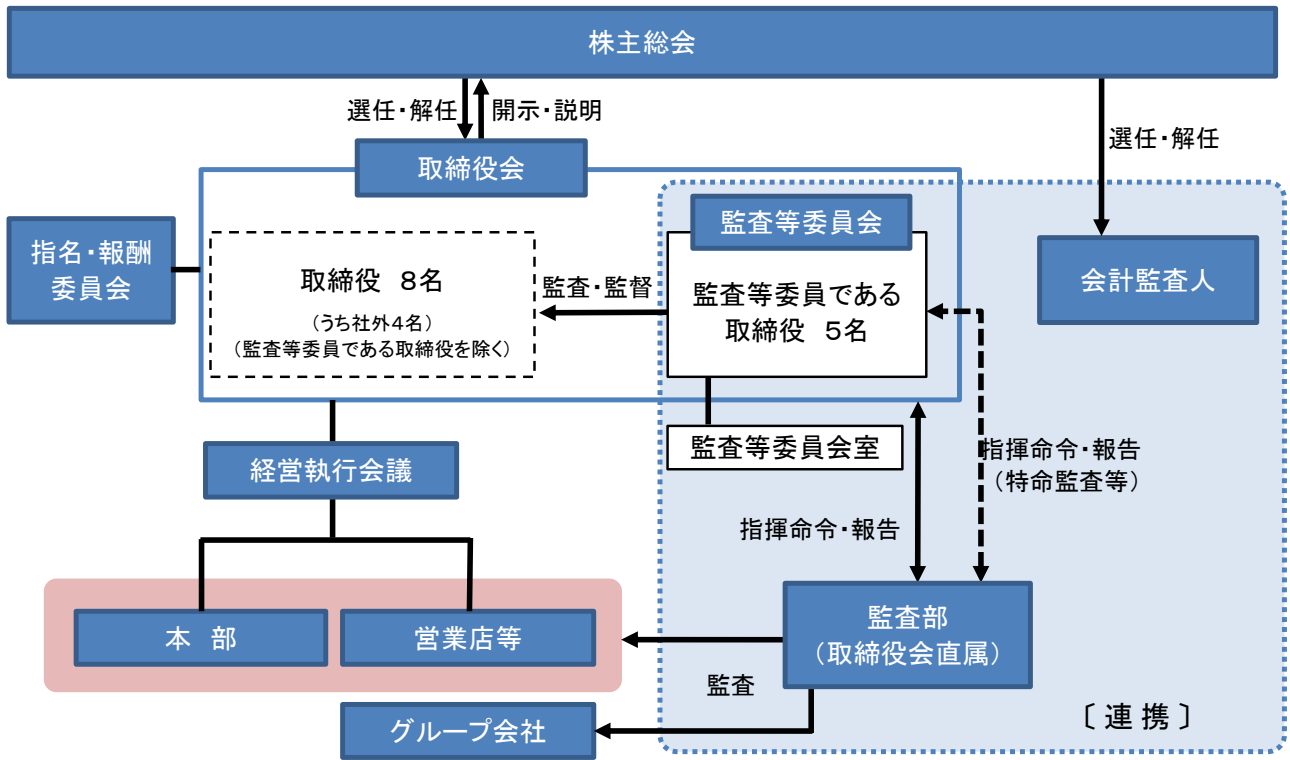 株主総会
選任・解任
開示・説明
選任・解任
取締役会
監査等委員会
指名・報酬
委員会
取締役 8名
（うち社外4名）
（監査等委員である取締役を除く）
監査・監督
監査等委員である
取締役 5名
会計監査人
監査等委員会室
経営執行会議
指揮命令・報告
（特命監査等）
指揮命令・報告
本 部
営業店等
監査部
（取締役会直属）
監査
グループ会社
〔 連 携 〕